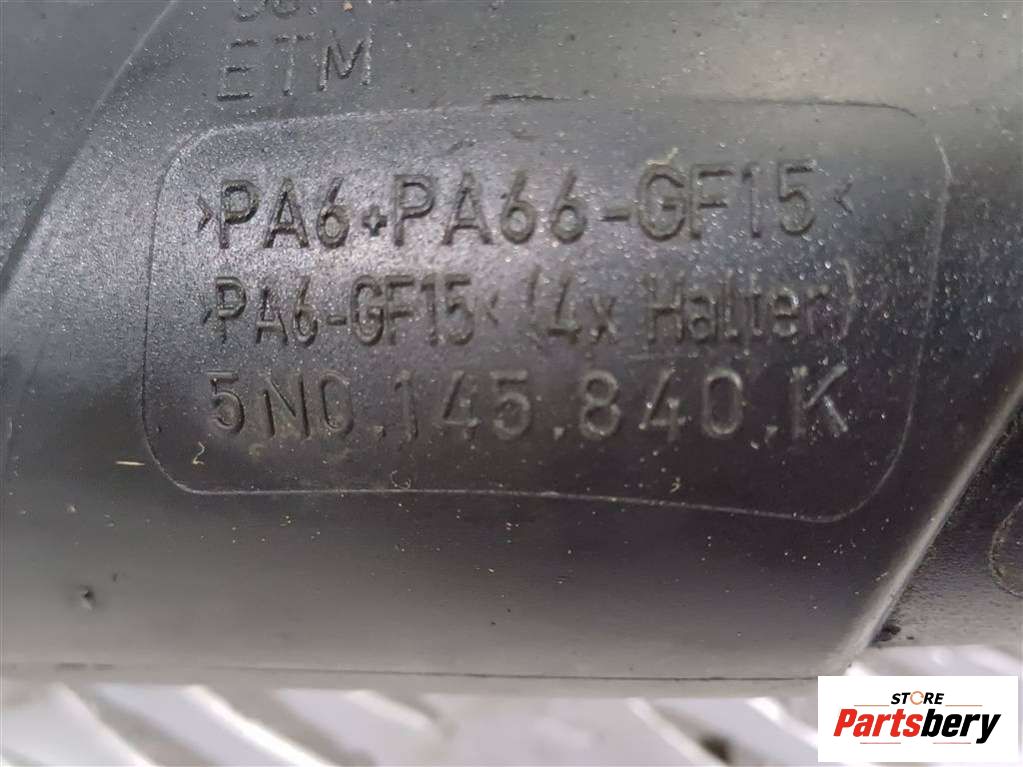 ETM
>PA6+PA66-GF15<
>PA6-GF15< (4x Halter)
5N0.145.840.K
STORE
Partsbery